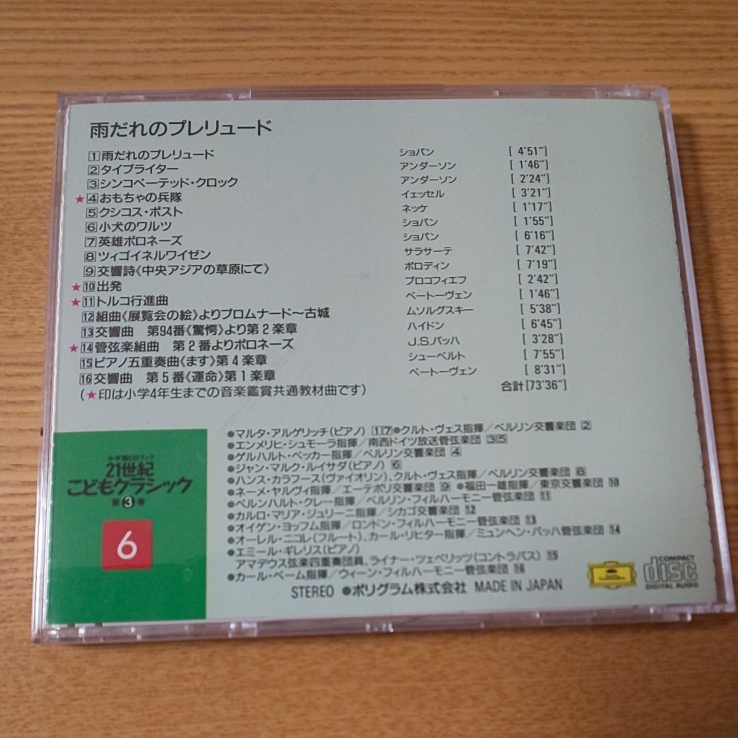 雨だれのプレリュード
1 雨だれのプレリュード ショパン [ 4'51"]
2 タイプライター アンダーソン [ 1'46"]
3 シンコペーテッド・クロック アンダーソン [ 2'24"]
★4 おもちゃの兵隊 イェッセル [ 3'21"]
5 クシコス・ポスト ネッケ [ 1'17"]
6 小犬のワルツ ショパン [ 1'55"]
7 英雄ポロネーズ ショパン [ 6'16"]
8 ツィゴイネルワイゼン サラサーテ [ 7'42"]
9 交響詩〈中央アジアの草原にて〉 ボロディン [ 7'19"]
★10 出発 プロコフィエフ [ 2'42"]
★11 トルコ行進曲 ベートーヴェン [ 1'46"]
12 組曲〈展覧会の絵〉よりプロムナード〜古城 ムソルグスキー [ 5'38"]
13 交響曲 第94番〈驚愕〉より第2楽章 ハイドン [ 6'45"]
★14 管弦楽組曲 第2番よりポロネーズ J.S.バッハ [ 3'28"]
15 ピアノ五重奏曲〈ます〉第4楽章 シューベルト [ 7'55"]
16 交響曲 第5番〈運命〉第1楽章 ベートーヴェン [ 8'31"]
(★印は小学4年生までの音楽鑑賞共通教材曲です) 合計[73'36"]
小学館CDブック
21世紀
こどもクラシック
第3巻
6
●マルタ・アルゲリッチ(ピアノ) 1 7 ●クルト・ヴェス指揮/ベルリン交響楽団 2
●エンメリヒ・シュモーラ指揮/南西ドイツ放送管弦楽団 3 5
●ゲルハルト・ベッカー指揮/ベルリン交響楽団 4
●ジャン・マルク・ルイサダ(ピアノ) 6
●ハンス・カラフース(ヴァイオリン)、クルト・ヴェス指揮/ベルリン交響楽団 8
●ネーメ・ヤルヴィ指揮/エーテボリ交響楽団 9 ●福田一雄指揮/東京交響楽団 10
●ベルンハルト・クレー指揮/ベルリン・フィルハーモニー管弦楽団 11
●カルロ・マリア・ジュリーニ指揮/シカゴ交響楽団 12
●オイゲン・ヨッフム指揮/ロンドン・フィルハーモニー管弦楽団 13
●オーレル・ニコレ(フルート)、カール・リヒター指揮/ミュンヘン・バッハ管弦楽団 14
●エミール・ギレリス(ピアノ)
アマデウス弦楽四重奏団員、ライナー・ツェペリッツ(コントラバス) 15
●カール・ベーム指揮/ウィーン・フィルハーモニー管弦楽団 16
STEREO ●ポリグラム株式会社 MADE IN JAPAN
COMPACT
disc
DIGITAL AUDIO